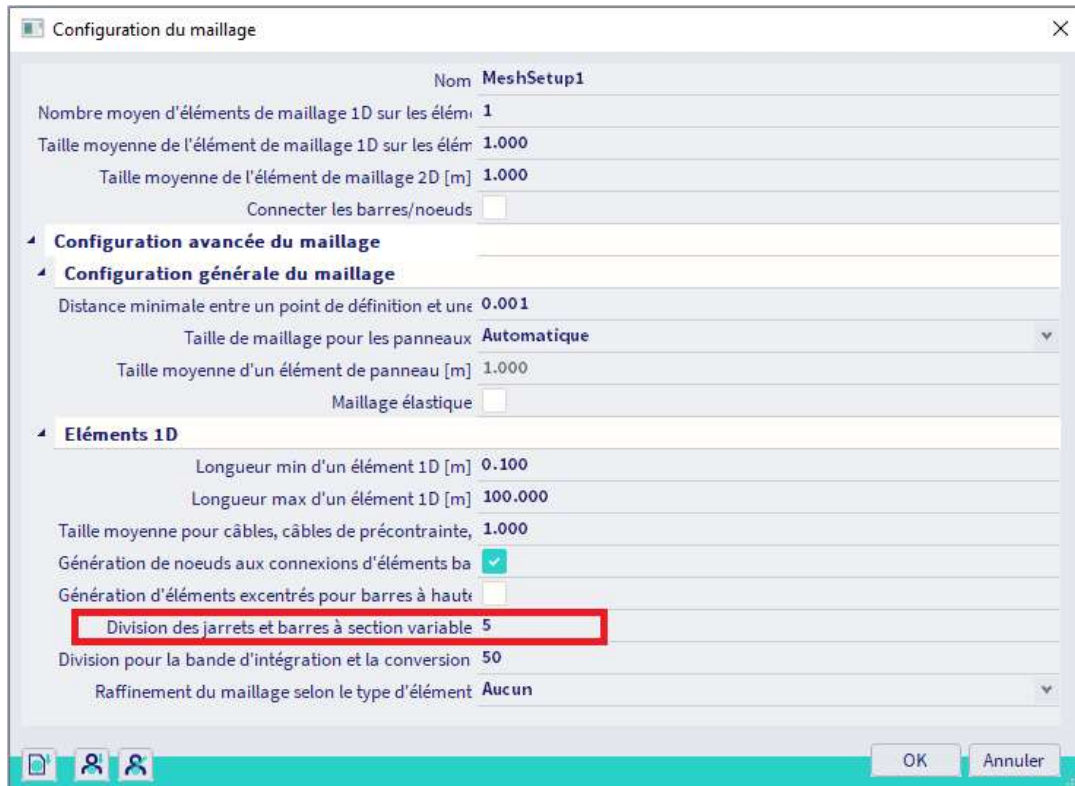 Configuration du maillage
Nom MeshSetup1
Nombre moyen d'éléments de maillage 1D sur les éléme 1
Taille moyenne de l'élément de maillage 1D sur les élém 1.000
Taille moyenne de l'élément de maillage 2D [m] 1.000
Connecter les barres/noeuds
Configuration avancée du maillage
Configuration générale du maillage
Distance minimale entre un point de définition et une 0.001
Taille de maillage pour les panneaux Automatique
Taille moyenne d'un élément de panneau [m] 1.000
Maillage élastique
Eléments 1D
Longueur min d'un élément 1D [m] 0.100
Longueur max d'un élément 1D [m] 100.000
Taille moyenne pour câbles, câbles de précontrainte, 1.000
Génération de noeuds aux connexions d'éléments ba
Génération d'éléments excentrés pour barres à haute
Division des jarrets et barres à section variable 5
Division pour la bande d'intégration et la conversion 50
Raffinement du maillage selon le type d'élément Aucun
OK Annuler